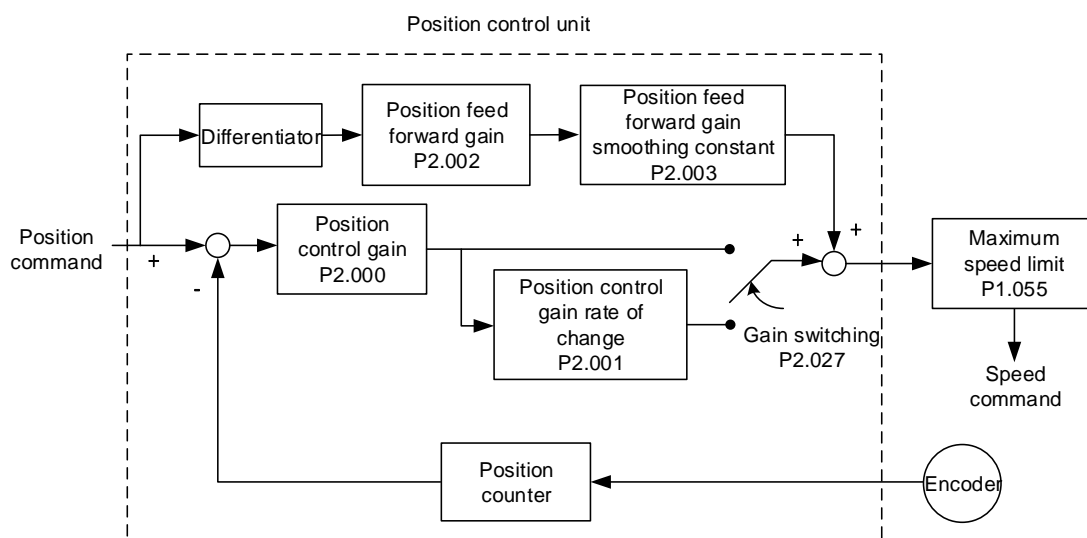 Position control unit
Differentiator
Position feed
forward gain
P2.002
Position feed
forward gain
smoothing constant
P2.003
Position
command
+
-
Position
control gain
P2.000
Position control
gain rate of
change
P2.001
+
+
Gain switching
P2.027
Maximum
speed limit
P1.055
Speed
command
Position
counter
Encoder